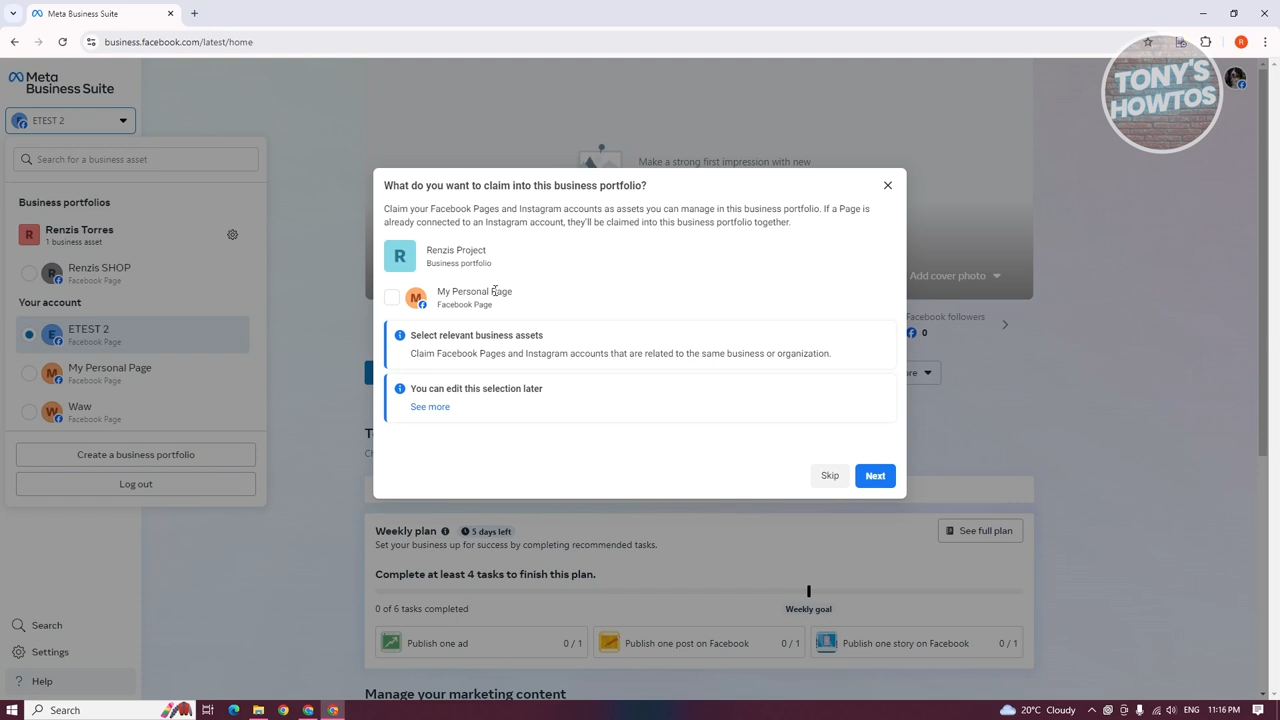 Meta Business Suite
business.facebook.com/latest/home
R
TONY'S
HOWTOS
Meta
Business Suite
ETEST 2
Search for a business asset
Business portfolios
R
Renzis Torres
1 business asset
R
Renzis SHOP
Facebook Page
Your account
E
ETEST 2
Facebook Page
M
My Personal Page
Facebook Page
W
Waw
Facebook Page
Create a business portfolio
Log out
Search
Settings
? Help
Make a strong first impression with new
Add cover photo
Facebook followers
0
ore
What do you want to claim into this business portfolio?
Claim your Facebook Pages and Instagram accounts as assets you can manage in this business portfolio. If a Page is
already connected to an Instagram account, they'll be claimed into this business portfolio together.
R
Renzis Project
Business portfolio
M
My Personal Page
Facebook Page
Select relevant business assets
Claim Facebook Pages and Instagram accounts that are related to the same business or organization.
You can edit this selection later
See more
Skip
Next
Weekly plan
5 days left
See full plan
Set your business up for success by completing recommended tasks.
Complete at least 4 tasks to finish this plan.
0 of 6 tasks completed
Weekly goal
Publish one ad 0 / 1
Publish one post on Facebook 0 / 1
Publish one story on Facebook 0 / 1
Manage your marketing content
Search
20°C Cloudy
ENG
11:16 PM